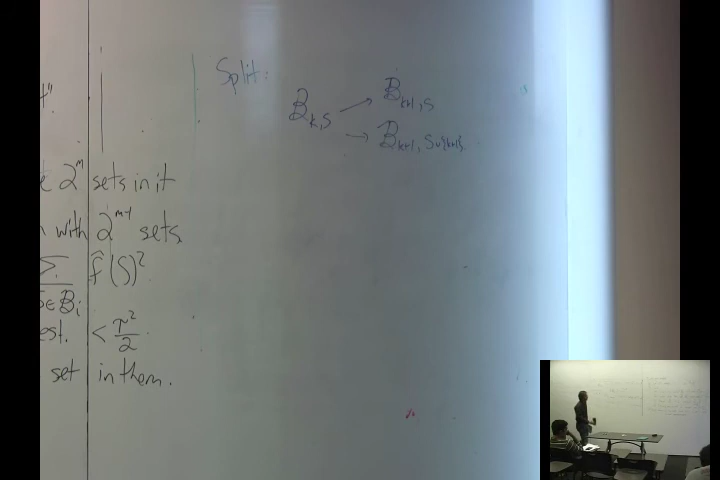 t".
2^m sets in it
with 2^{m-1} sets.
Σ f̂(S)²
S∈B_i
est. < τ²/2
set in them.
Split:
B_{k,S} → B_{k+1,S}
→ B_{k+1,S∪{k+1}}.